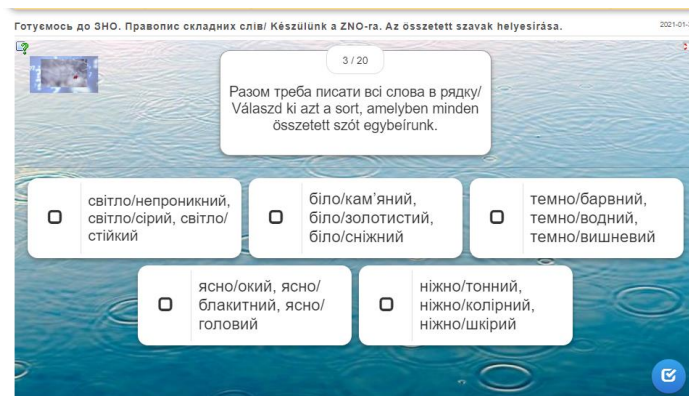 Готуємось до ЗНО. Правопис складних слів/ Készülünk a ZNO-ra. Az összetett szavak helyesírása.
3 / 20
Разом треба писати всі слова в рядку/
Válaszd ki azt a sort, amelyben minden
összetett szót egybeírunk.
світло/непроникний,
світло/сірий, світло/
стійкий
біло/кам’яний,
біло/золотистий,
біло/сніжний
темно/барвний,
темно/водний,
темно/вишневий
ясно/окий, ясно/
блакитний, ясно/
головий
ніжно/тонний,
ніжно/колірний,
ніжно/шкірий